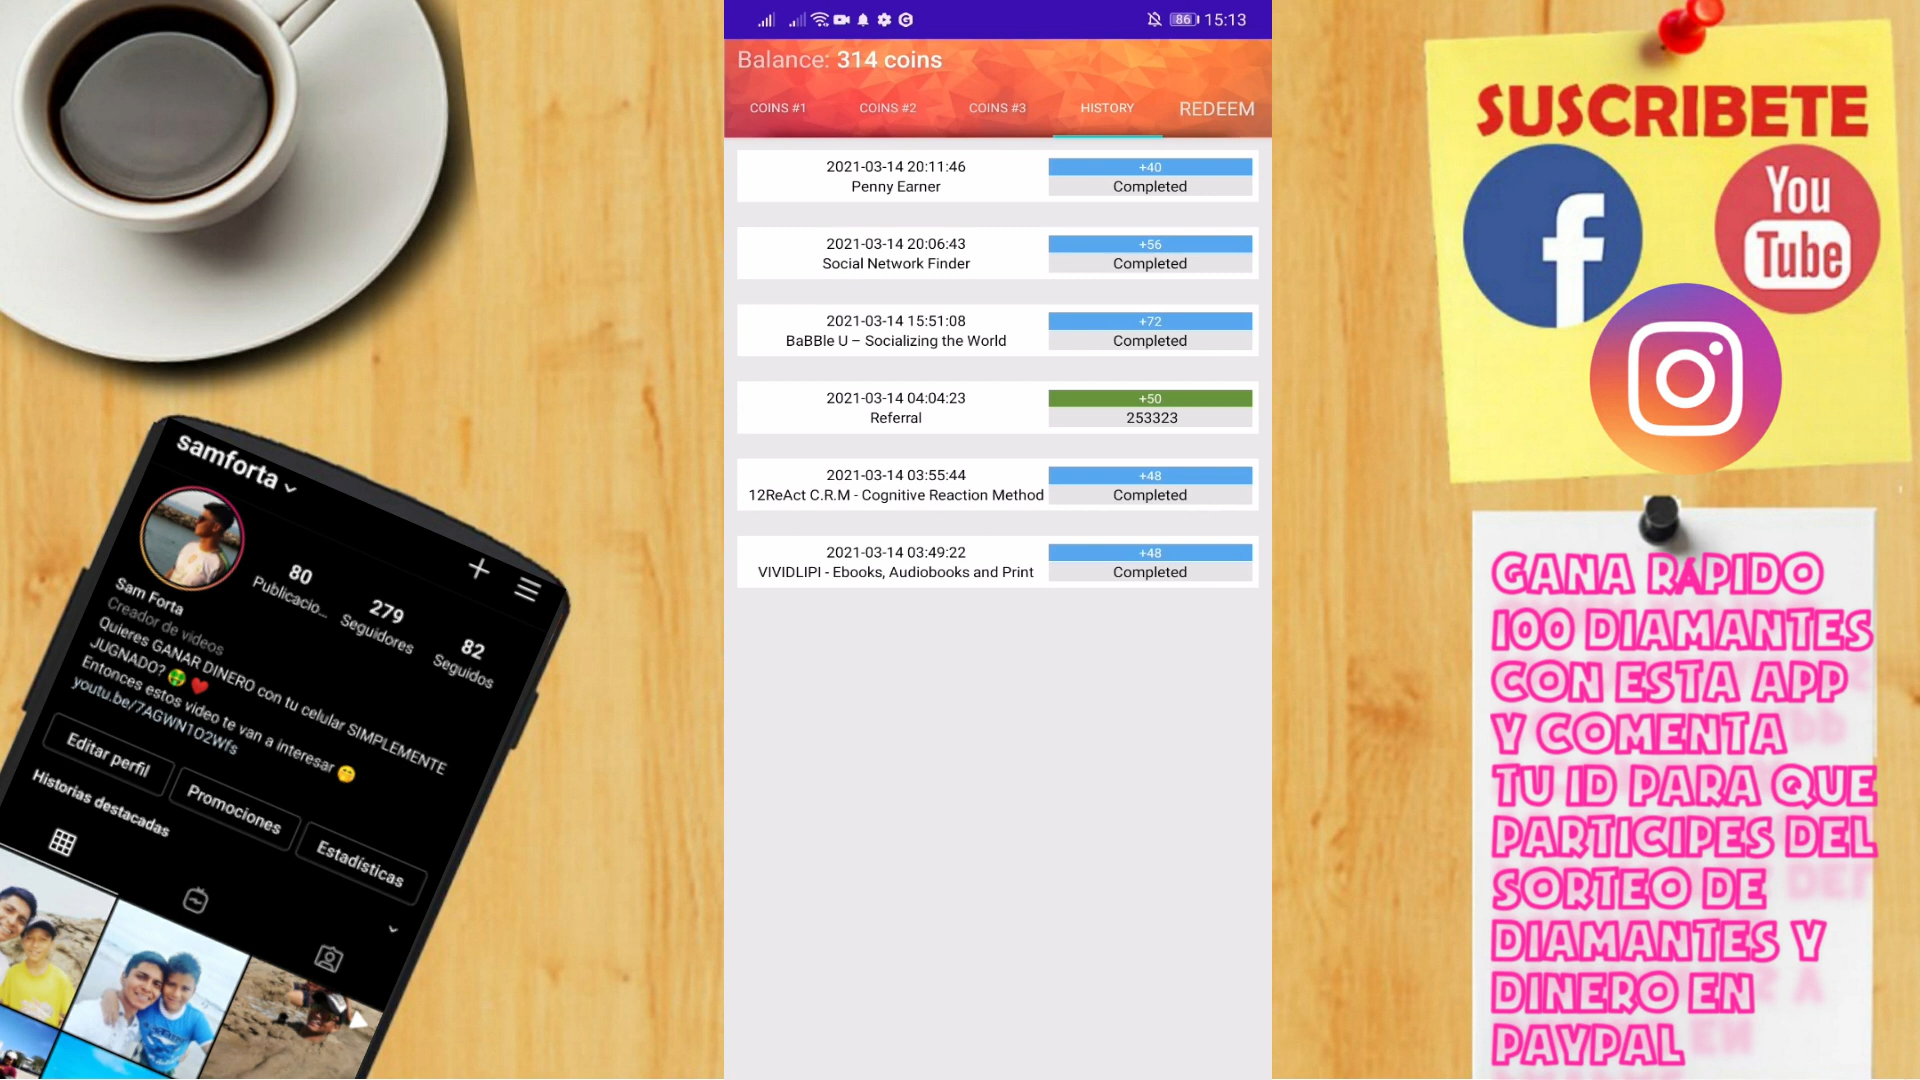 86 15:13
Balance: 314 coins
COINS #1 COINS #2 COINS #3 HISTORY REDEEM
2021-03-14 20:11:46 +40
Penny Earner Completed
2021-03-14 20:06:43 +56
Social Network Finder Completed
2021-03-14 15:51:08 +72
BaBBle U – Socializing the World Completed
2021-03-14 04:04:23 +50
Referral 253323
2021-03-14 03:55:44 +48
12ReAct C.R.M - Cognitive Reaction Method Completed
2021-03-14 03:49:22 +48
VIVIDLIPI - Ebooks, Audiobooks and Print Completed
samforta
80
Publicacio...
279
Seguidores
82
Seguidos
Sam Forta
Creador de videos
Quieres GANAR DINERO con tu celular SIMPLEMENTE
JUGNADO? 🤑 ❤️
Entonces estos video te van a interesar 😁
youtu.be/7AGWN1O2Wfs
Editar perfil
Promociones
Estadísticas
Historias destacadas
SUSCRIBETE
f
You
Tube
GANA RÁPIDO
100 DIAMANTES
CON ESTA APP
Y COMENTA
TU ID PARA QUE
PARTICIPES DEL
SORTEO DE
DIAMANTES Y
DINERO EN
PAYPAL